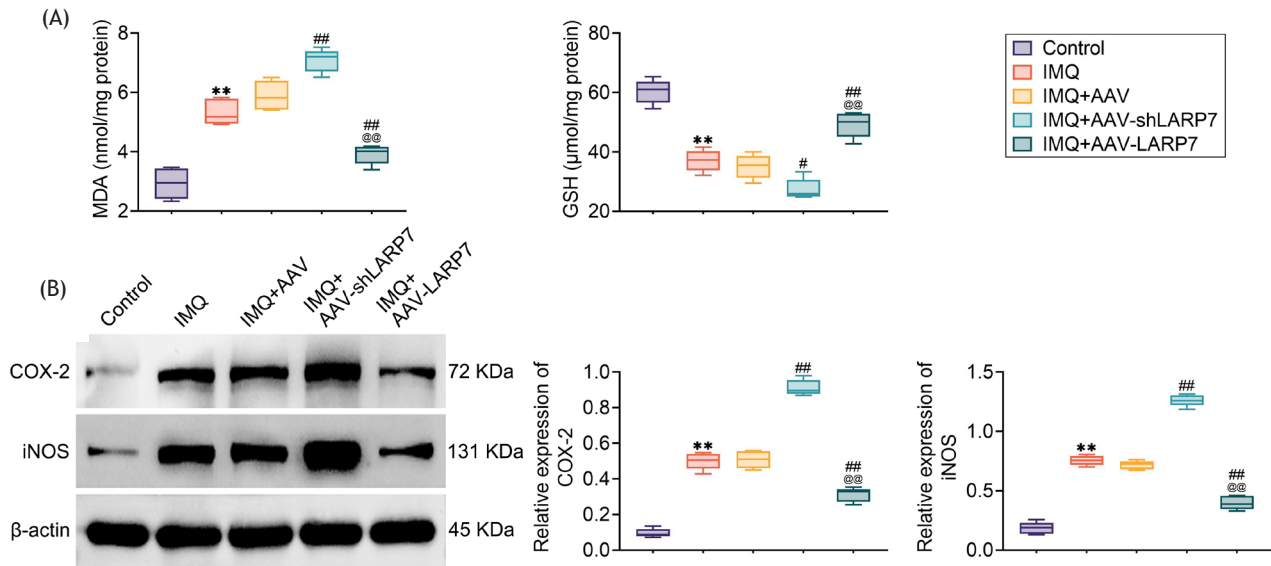 (A)
MDA (nmol/mg protein)
8
6
4
2
**
##
##
@@
GSH (μmol/mg protein)
80
60
40
20
**
#
##
@@
Control
IMQ
IMQ+AAV
IMQ+AAV-shLARP7
IMQ+AAV-LARP7
(B)
Control
IMQ
IMQ+AAV
IMQ+
AAV-shLARP7
IMQ+
AAV-LARP7
COX-2
72 KDa
iNOS
131 KDa
β-actin
45 KDa
Relative expression of
COX-2
1.0
0.8
0.6
0.4
0.2
0.0
**
##
##
@@
Relative expression of
iNOS
1.5
1.0
0.5
0.0
**
##
##
@@